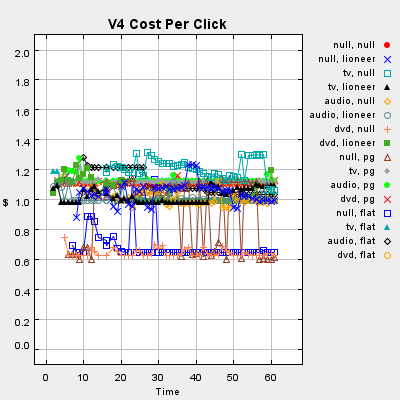 V4 Cost Per Click
2.0
1.8
1.6
1.4
1.2
1.0
0.8
0.6
0.4
0.2
0.0
$
0 10 20 30 40 50 60
Time
null, null
null, lioneer
tv, null
tv, lioneer
audio, null
audio, lioneer
dvd, null
dvd, lioneer
null, pg
tv, pg
audio, pg
dvd, pg
null, flat
tv, flat
audio, flat
dvd, flat